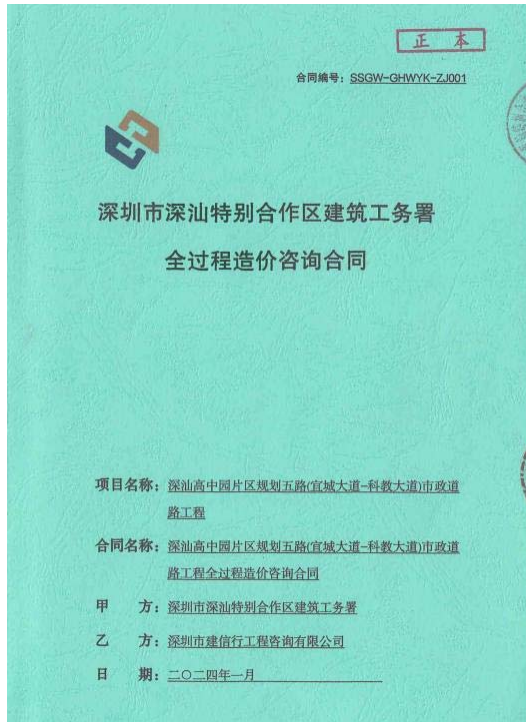 正 本
合同编号：SSGW-GHWYK-ZJ001
深圳市深汕特别合作区建筑工务署
全过程造价咨询合同
项目名称：深汕高中园片区规划五路(宜城大道-科教大道)市政道
路工程
合同名称：深汕高中园片区规划五路(宜城大道-科教大道)市政道
路工程全过程造价咨询合同
甲 方：深圳市深汕特别合作区建筑工务署
乙 方：深圳市建信行工程咨询有限公司
日 期：二〇二四年一月